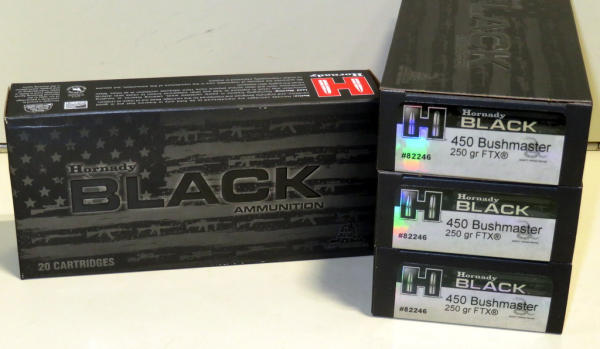 Hornady
Hornady
BLACK
AMMUNITION
20 CARTRIDGES
BLACK
Hornady
BLACK
450 Bushmaster
250 gr FTX®
#82246
Hornady
BLACK
450 Bushmaster
250 gr FTX®
#82246
Hornady
BLACK
450 Bushmaster
250 gr FTX®
#82246